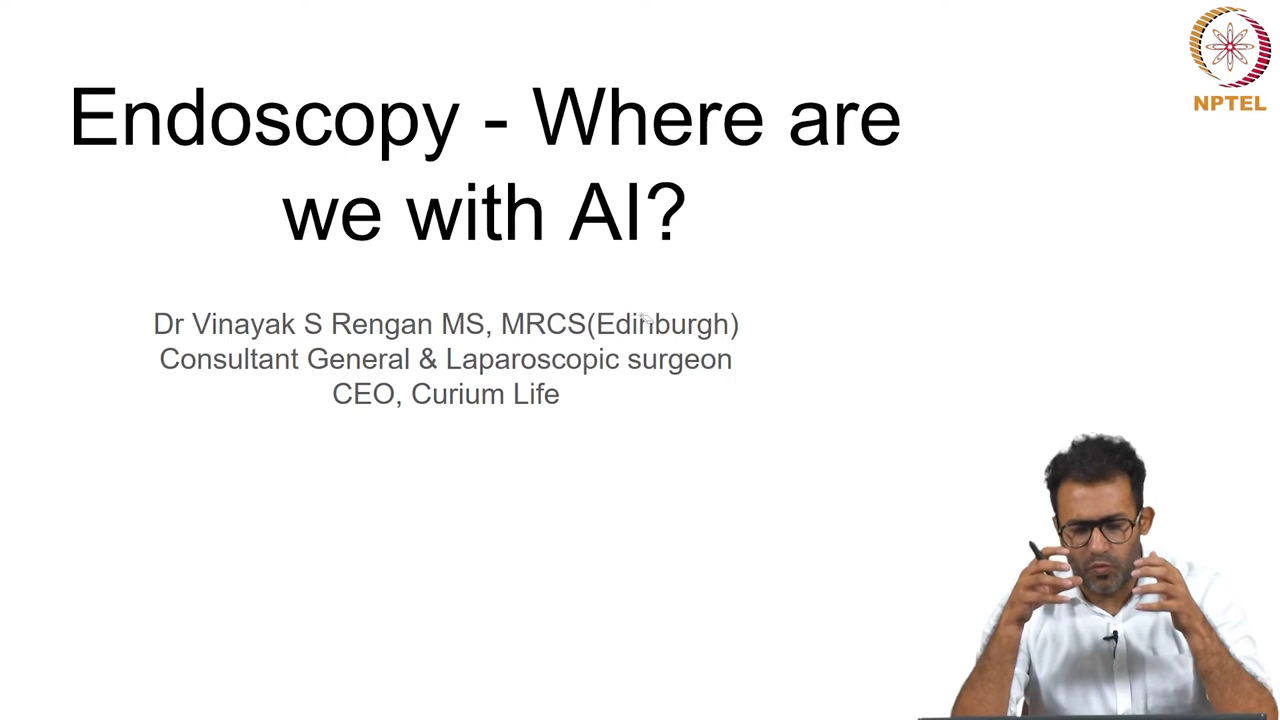 Endoscopy - Where are
we with AI?
Dr Vinayak S Rengan MS, MRCS(Edinburgh)
Consultant General & Laparoscopic surgeon
CEO, Curium Life
NPTEL